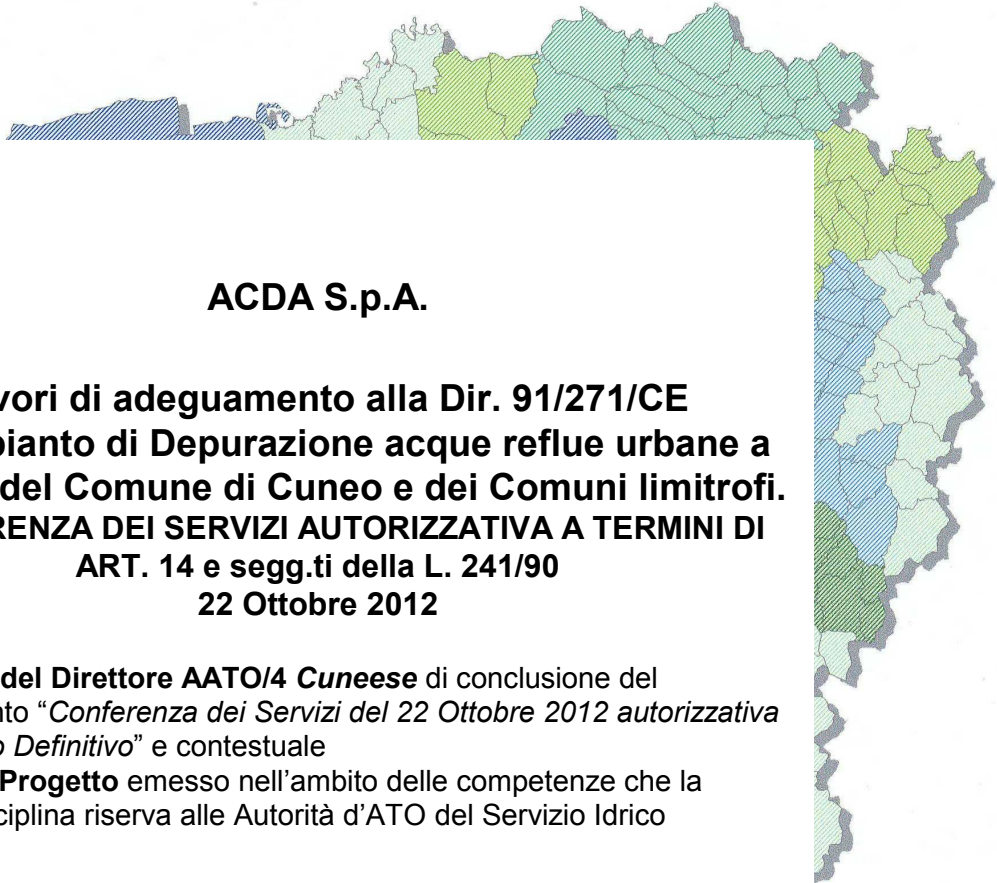 ACDA S.p.A.
vori di adeguamento alla Dir. 91/271/CE
pianto di Depurazione acque reflue urbane a
del Comune di Cuneo e dei Comuni limitrofi.
RENZA DEI SERVIZI AUTORIZZATIVA A TERMINI DI
ART. 14 e segg.ti della L. 241/90
22 Ottobre 2012
del Direttore AATO/4 Cuneese di conclusione del
nto “Conferenza dei Servizi del 22 Ottobre 2012 autorizzativa
o Definitivo” e contestuale
Progetto emesso nell’ambito delle competenze che la
ciplina riserva alle Autorità d’ATO del Servizio Idrico